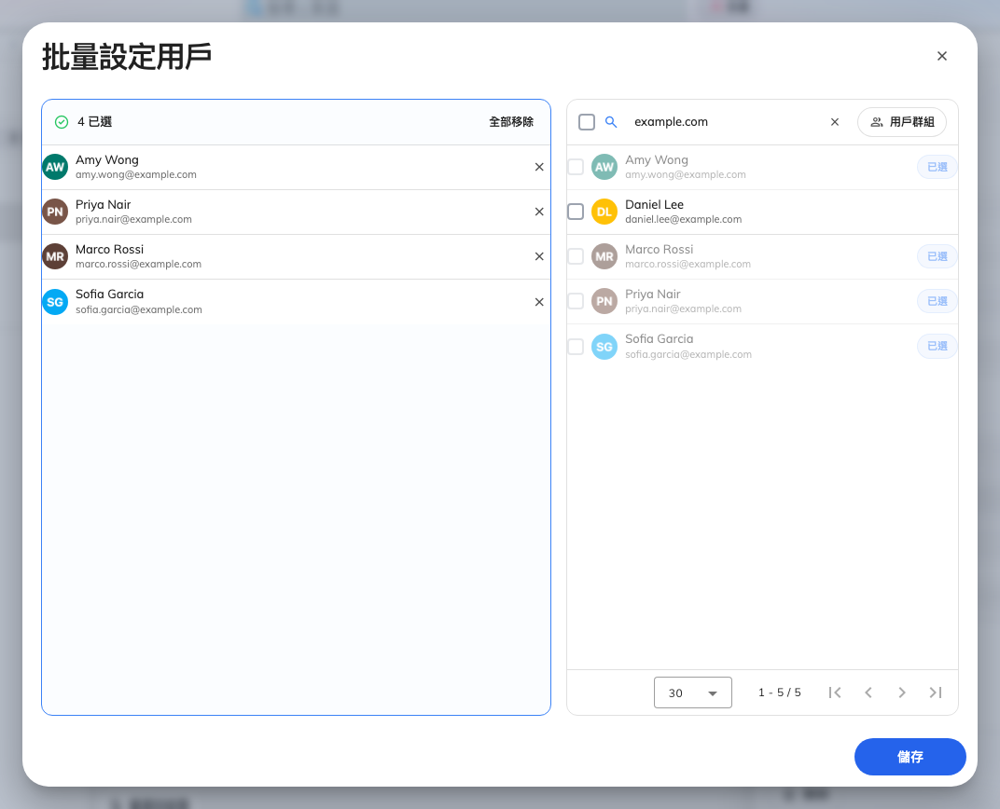 批量設定用戶
4 已選
全部移除
AW
Amy Wong
amy.wong@example.com
PN
Priya Nair
priya.nair@example.com
MR
Marco Rossi
marco.rossi@example.com
SG
Sofia Garcia
sofia.garcia@example.com
example.com
用戶群組
AW
Amy Wong
amy.wong@example.com
已選
DL
Daniel Lee
daniel.lee@example.com
MR
Marco Rossi
marco.rossi@example.com
已選
PN
Priya Nair
priya.nair@example.com
已選
SG
Sofia Garcia
sofia.garcia@example.com
已選
30
1 - 5 / 5
儲存